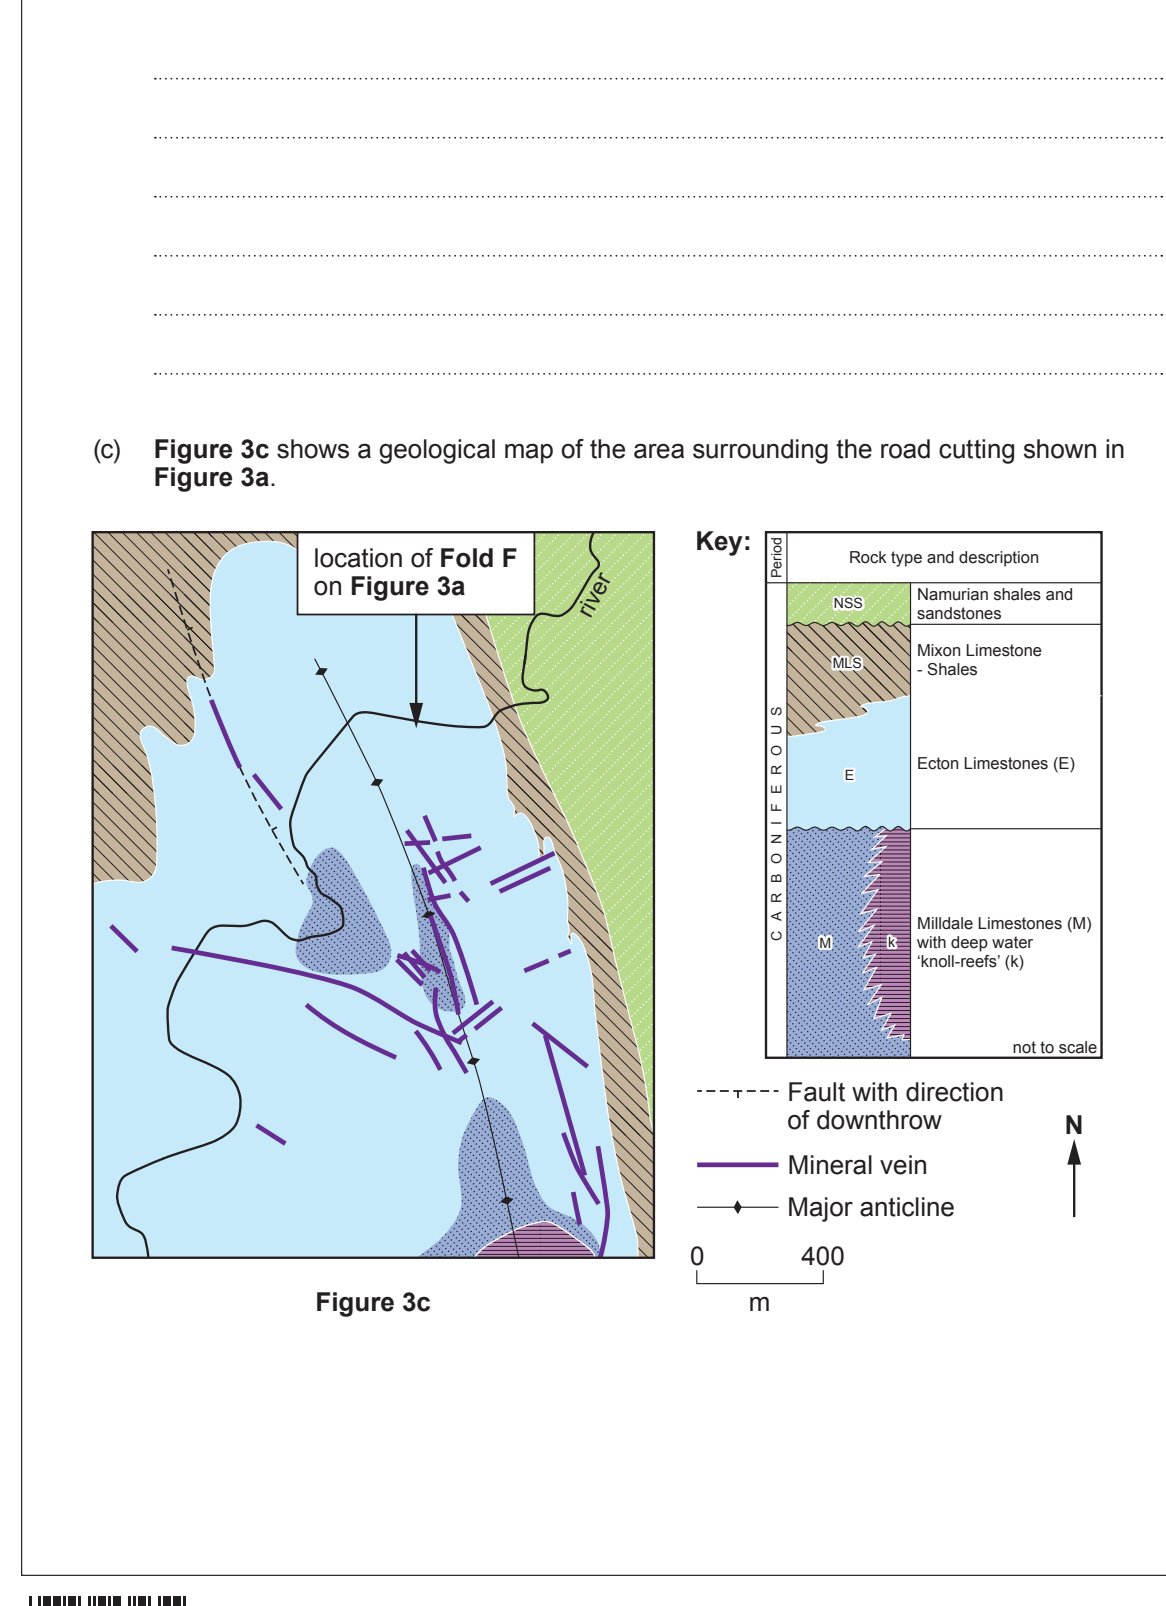 (c) Figure 3c shows a geological map of the area surrounding the road cutting shown in
Figure 3a.
location of Fold F
on Figure 3a
river
Figure 3c
Key:
Period
Rock type and description
CARBONIFEROUS
NSS
Namurian shales and
sandstones
MLS
Mixon Limestone
- Shales
E
Ecton Limestones (E)
M
k
Milldale Limestones (M)
with deep water
‘knoll-reefs’ (k)
not to scale
Fault with direction
of downthrow
Mineral vein
Major anticline
N
0 400
m